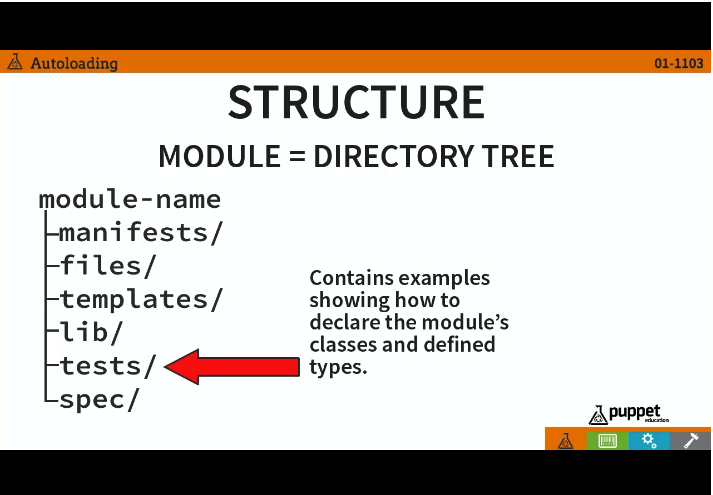 Autoloading
01-1103
STRUCTURE
MODULE = DIRECTORY TREE
module-name
manifests/
files/
templates/
lib/
tests/
spec/
Contains examples
showing how to
declare the module’s
classes and defined
types.
puppet
education